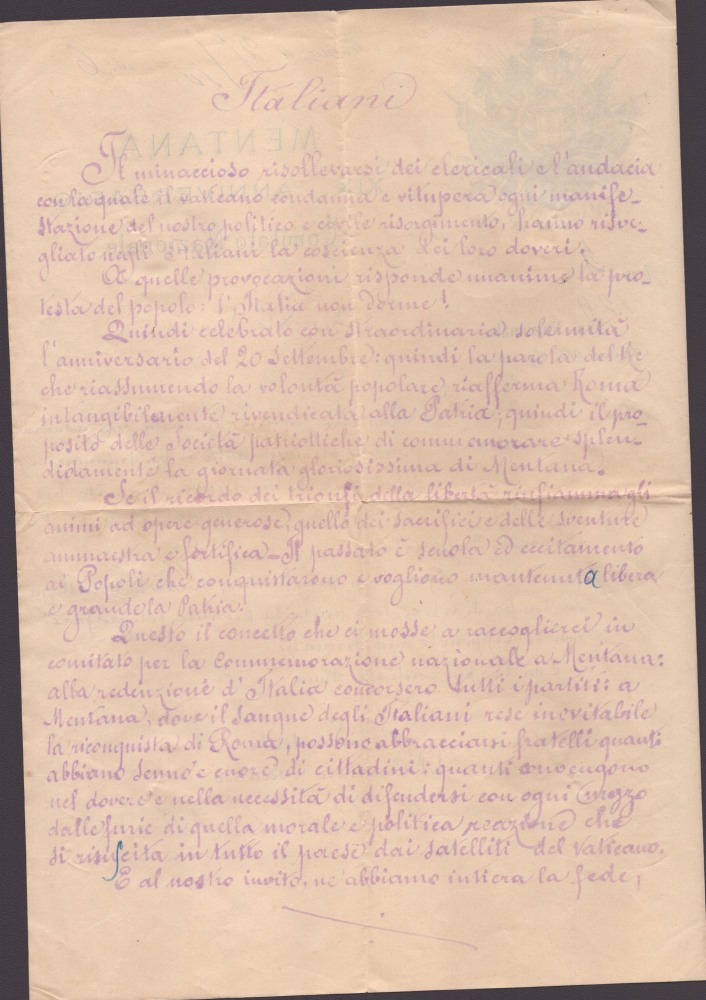 Italiani
Il minaccioso risollevarsi dei clericali e l'audacia
con la quale il vaticano condanna e vitupera ogni manife-
stazione del nostro politico e civile risorgimento, hanno risve-
gliato negli Italiani la coscienza dei loro doveri.
A quelle provocazioni risponde unanime la pro-
testa del popolo: l'Italia non dorme!
Quindi celebrato con straordinaria solennità
l'anniversario del 20 Settembre: quindi la parola del Re
che riassumendo la volontà popolare riafferma Roma
intangibilmente rivendicata alla Patria; quindi il pro-
posito delle Società patriottiche di commemorare splen-
didamente la giornata gloriosissima di Mentana.
Se il ricordo dei trionfi della libertà rinfiamma gli
animi ad opere generose, quello dei sacrifici e delle sventure
ammaestra e fortifica - Il passato è scuola ed eccitamento
ai Popoli che conquistarono e vogliono mantenuta libera
e grande la Patria.
Questo il concetto che ci mosse a raccoglierci in
comitato per la Commemorazione nazionale a Mentana:
alla redenzione d'Italia concorsero tutti i partiti: a
Mentana, dove il Sangue degli Italiani rese inevitabile
la riconquista di Roma, possono abbracciarsi fratelli quanti
abbiano senno e cuore di cittadini: quanti convengono
nel dovere e nella necessità di difendersi con ogni mezzo
dalle furie di quella morale e politica reazione che
si risuscita in tutto il paese dai satelliti del Vaticano.
E al nostro invito, ne abbiamo intiera la fede,
MENTANA